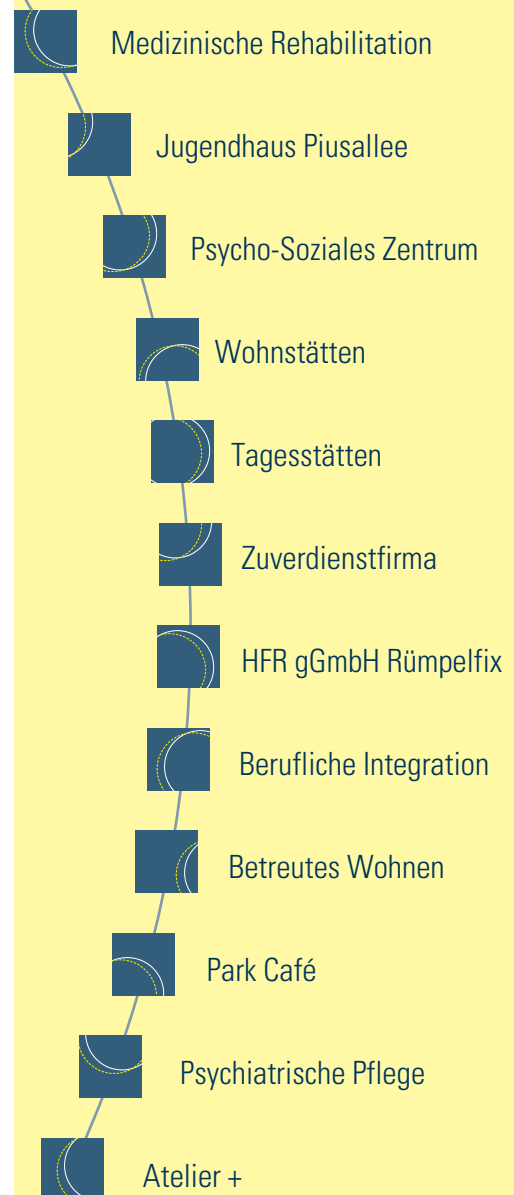 Medizinische Rehabilitation
Jugendhaus Piusallee
Psycho-Soziales Zentrum
Wohnstätten
Tagesstätten
Zuverdienstfirma
HFR gGmbH Rümpelfix
Berufliche Integration
Betreutes Wohnen
Park Café
Psychiatrische Pflege
Atelier +